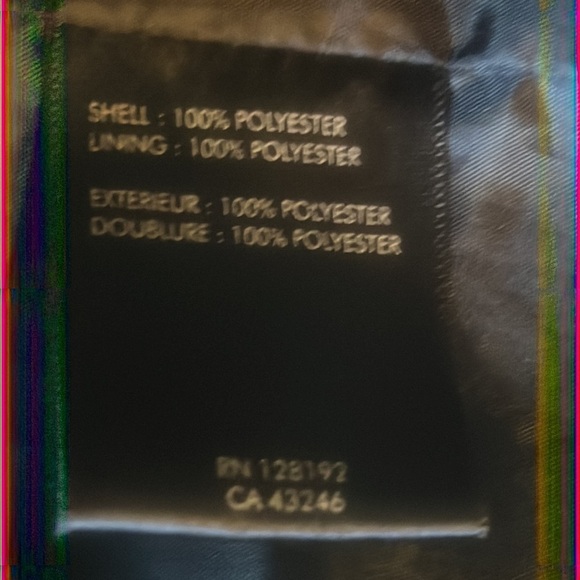 SHELL : 100% POLYESTER
LINING : 100% POLYESTER
EXTERIEUR : 100% POLYESTER
DOUBLURE : 100% POLYESTER
RN 128192
CA 43246